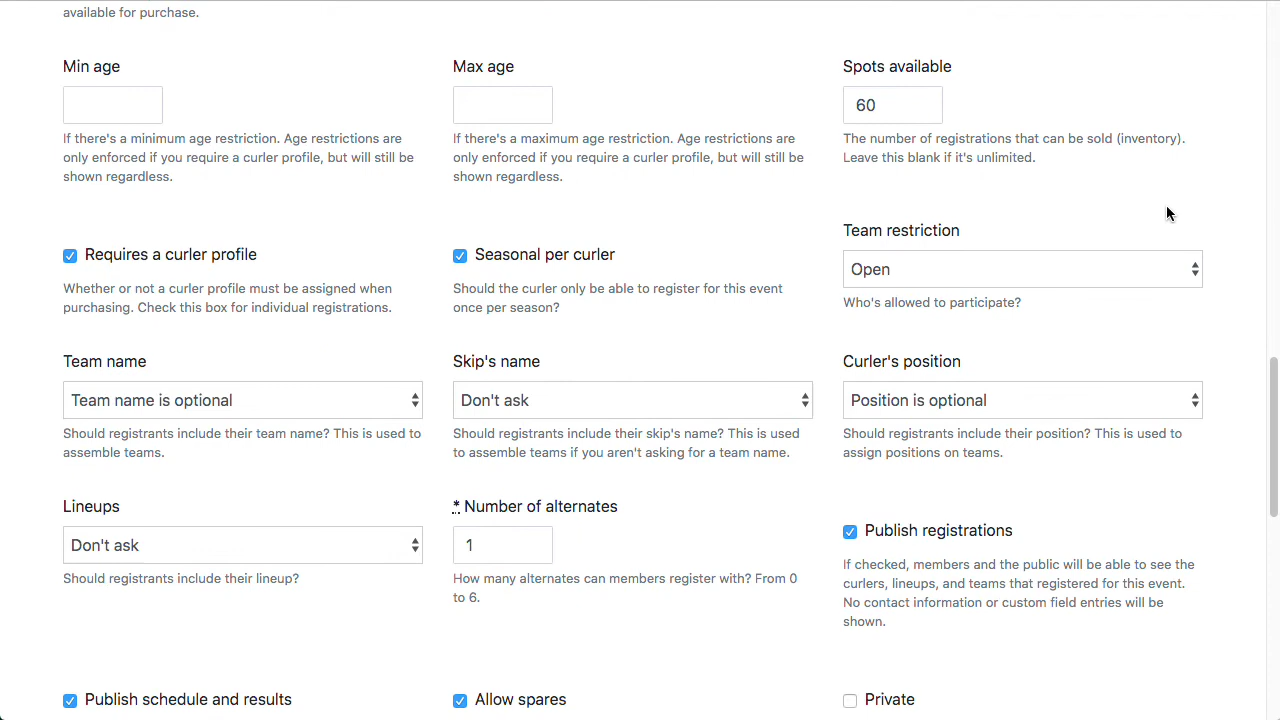 available for purchase.
Min age
Max age
Spots available
60
If there's a minimum age restriction. Age restrictions are
only enforced if you require a curler profile, but will still be
shown regardless.
If there's a maximum age restriction. Age restrictions are
only enforced if you require a curler profile, but will still be
shown regardless.
The number of registrations that can be sold (inventory).
Leave this blank if it's unlimited.
Requires a curler profile
Whether or not a curler profile must be assigned when
purchasing. Check this box for individual registrations.
Seasonal per curler
Should the curler only be able to register for this event
once per season?
Team restriction
Open
Who's allowed to participate?
Team name
Team name is optional
Should registrants include their team name? This is used to
assemble teams.
Skip's name
Don't ask
Should registrants include their skip's name? This is used
to assemble teams if you aren't asking for a team name.
Curler's position
Position is optional
Should registrants include their position? This is used to
assign positions on teams.
Lineups
Don't ask
Should registrants include their lineup?
* Number of alternates
1
How many alternates can members register with? From 0
to 6.
Publish registrations
If checked, members and the public will be able to see the
curlers, lineups, and teams that registered for this event.
No contact information or custom field entries will be
shown.
Publish schedule and results
Allow spares
Private